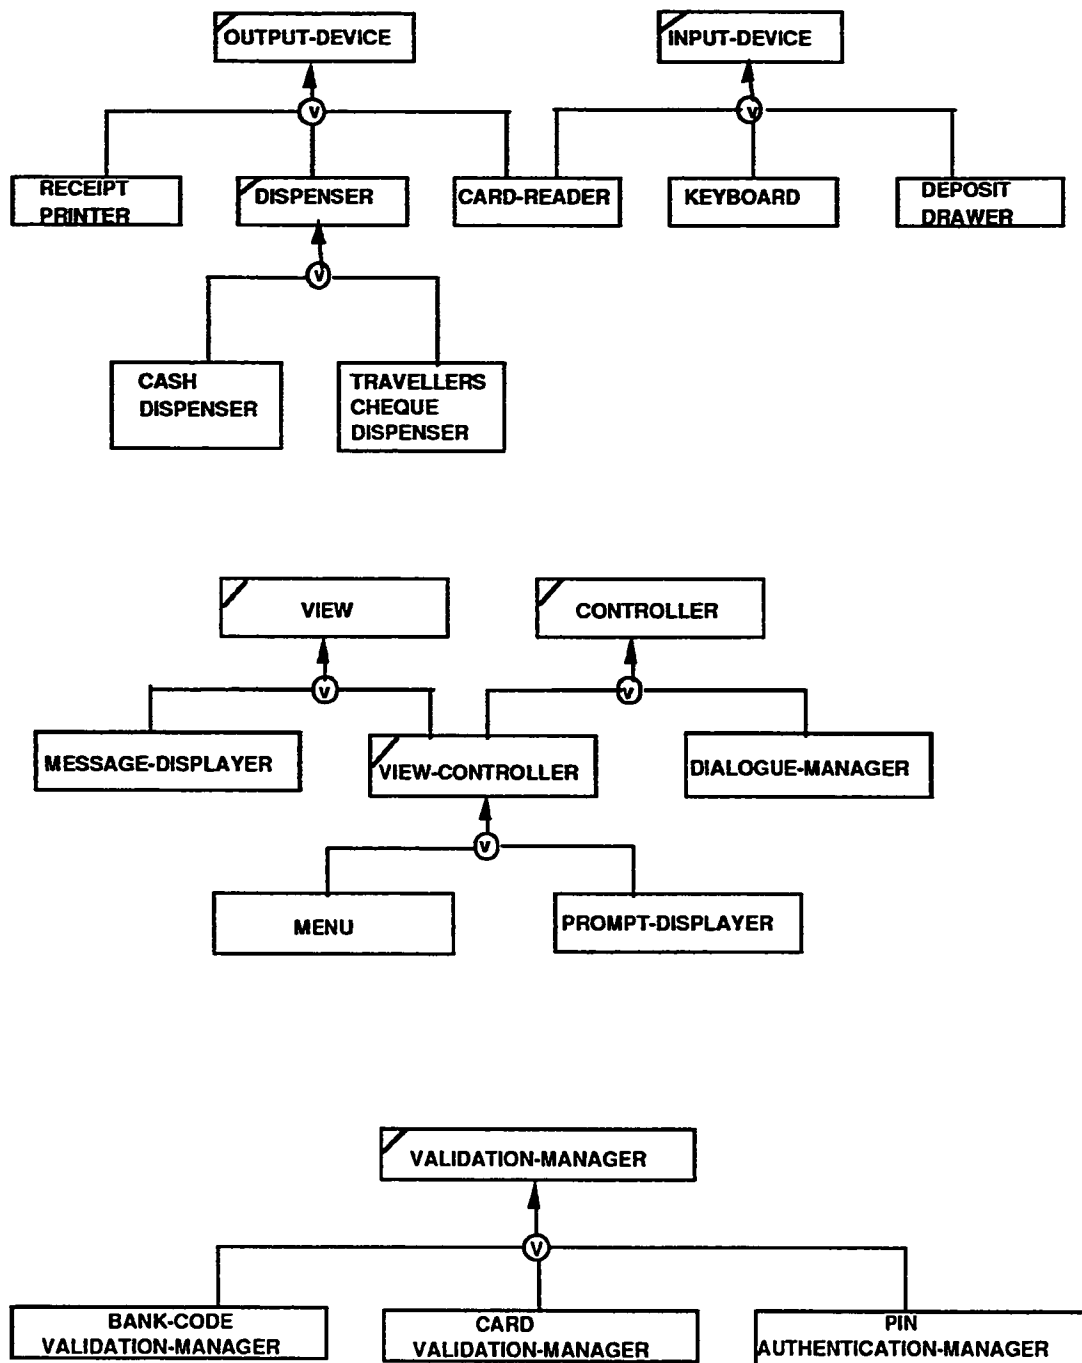 OUTPUT-DEVICE
INPUT-DEVICE
v
v
RECEIPT
PRINTER
DISPENSER
CARD-READER
KEYBOARD
DEPOSIT
DRAWER
v
CASH
DISPENSER
TRAVELLERS
CHEQUE
DISPENSER
VIEW
CONTROLLER
v
v
MESSAGE-DISPLAYER
VIEW-CONTROLLER
DIALOGUE-MANAGER
v
MENU
PROMPT-DISPLAYER
VALIDATION-MANAGER
V
BANK-CODE
VALIDATION-MANAGER
CARD
VALIDATION-MANAGER
PIN
AUTHENTICATION-MANAGER